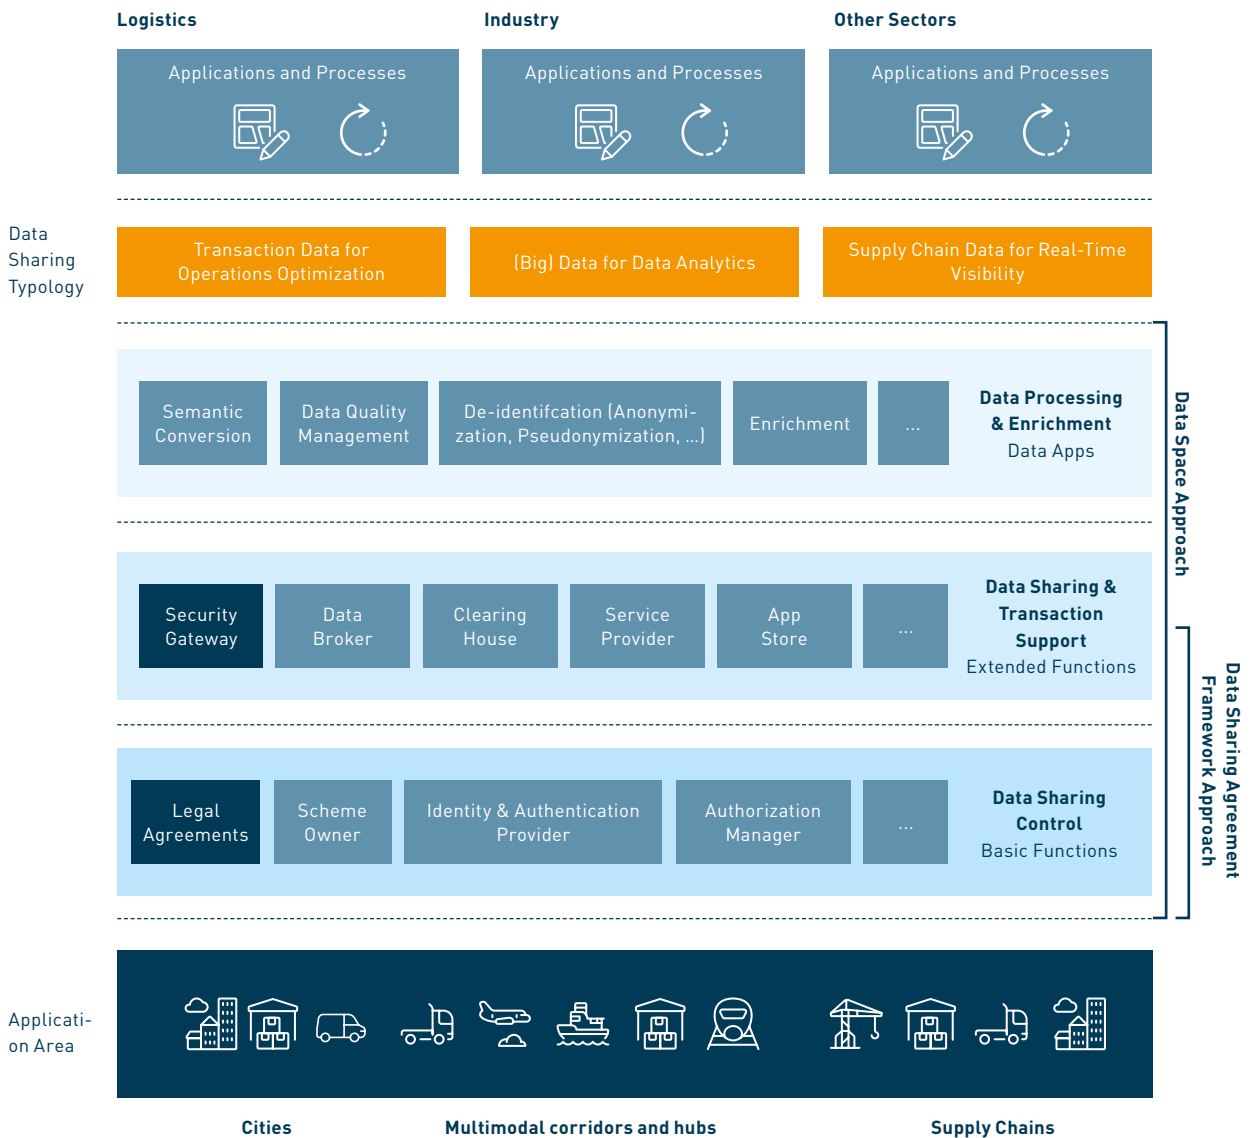 Logistics
Industry
Other Sectors
Applications and Processes
Applications and Processes
Applications and Processes
Data
Sharing
Typology
Transaction Data for
Operations Optimization
(Big) Data for Data Analytics
Supply Chain Data for Real-Time
Visibility
Semantic
Conversion
Data Quality
Management
De-identifcation (Anonymi-
zation, Pseudonymization, ...)
Enrichment
...
Data Processing
& Enrichment
Data Apps
Data Space Approach
Security
Gateway
Data
Broker
Clearing
House
Service
Provider
App
Store
...
Data Sharing &
Transaction
Support
Extended Functions
Data Sharing Agreement
Framework Approach
Legal
Agreements
Scheme
Owner
Identity & Authentication
Provider
Authorization
Manager
...
Data Sharing
Control
Basic Functions
Applicati-
on Area
Cities
Multimodal corridors and hubs
Supply Chains